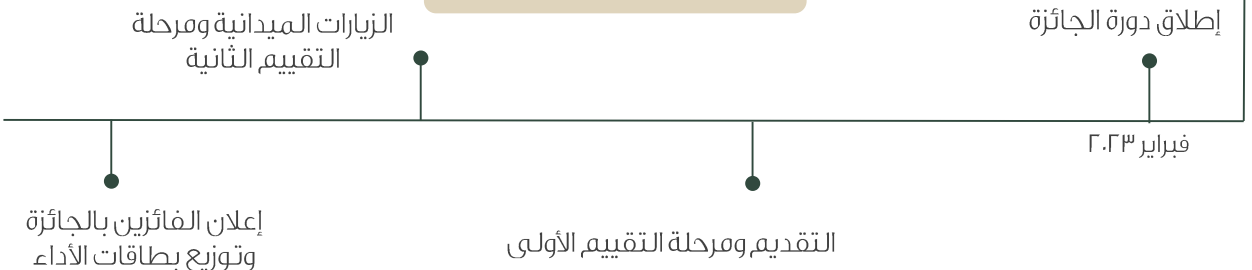 إطلاق دورة الجائزة
فبراير ٢٠٢٣
التقديم ومرحلة التقييم الأولى
الزيارات الميدانية ومرحلة
التقييم الثانية
إعلان الفائزين بالجائزة
وتوزيع بطاقات الأداء